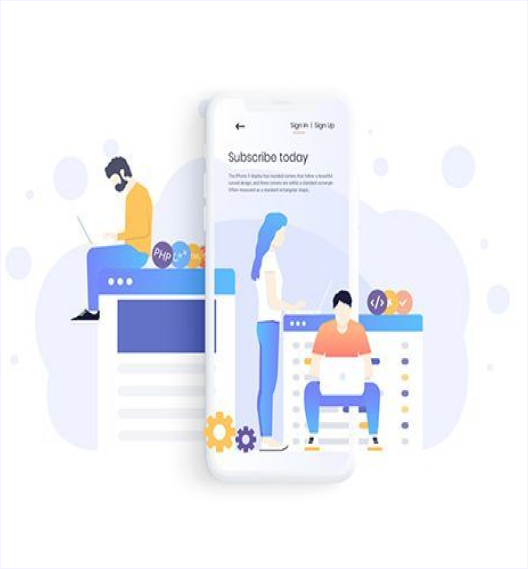 Sign In | Sign Up
Subscribe today
The iPhone X display has rounded corners that follow a beautiful
curved design, and these corners are within a standard rectangle.
When measured as a standard rectangular shape,
PHP
C++
</>